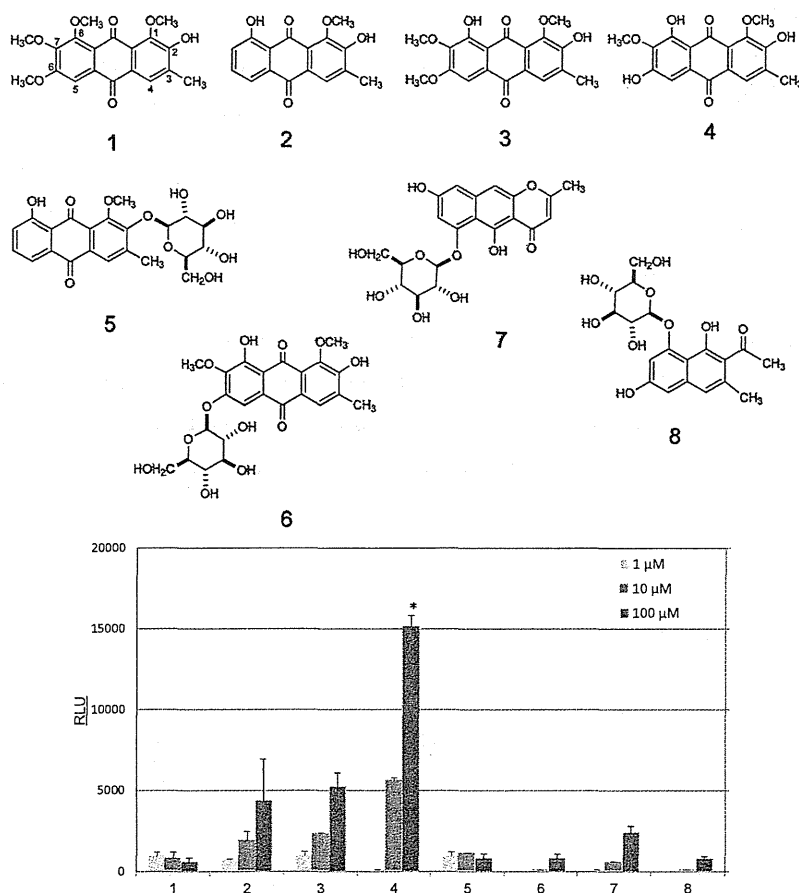 OCH₃ O OCH₃
H₃CO 7 8 1 2 OH
H₃CO 6 5 4 3 CH₃
O
1
OH O OCH₃
OH
CH₃
O
2
OH O OCH₃
H₃CO OH
H₃CO CH₃
O
3
OH O OCH₃
H₃CO OH
HO CH₃
O
4
OH O OCH₃ HO OH
O
O OH
CH₃ CH₂OH
O
5
HO O CH₃
HOH₂C O O OH O
HO OH
OH
7
CH₂OH
HO O
HO
HO O OH O
CH₃
HO CH₃
8
OH O OCH₃
H₃CO OH
O CH₃
O
O OH
HOH₂C OH
OH
6
20000
15000
10000
5000
0
RLU
1 µM
10 µM
100 µM
*
1 2 3 4 5 6 7 8